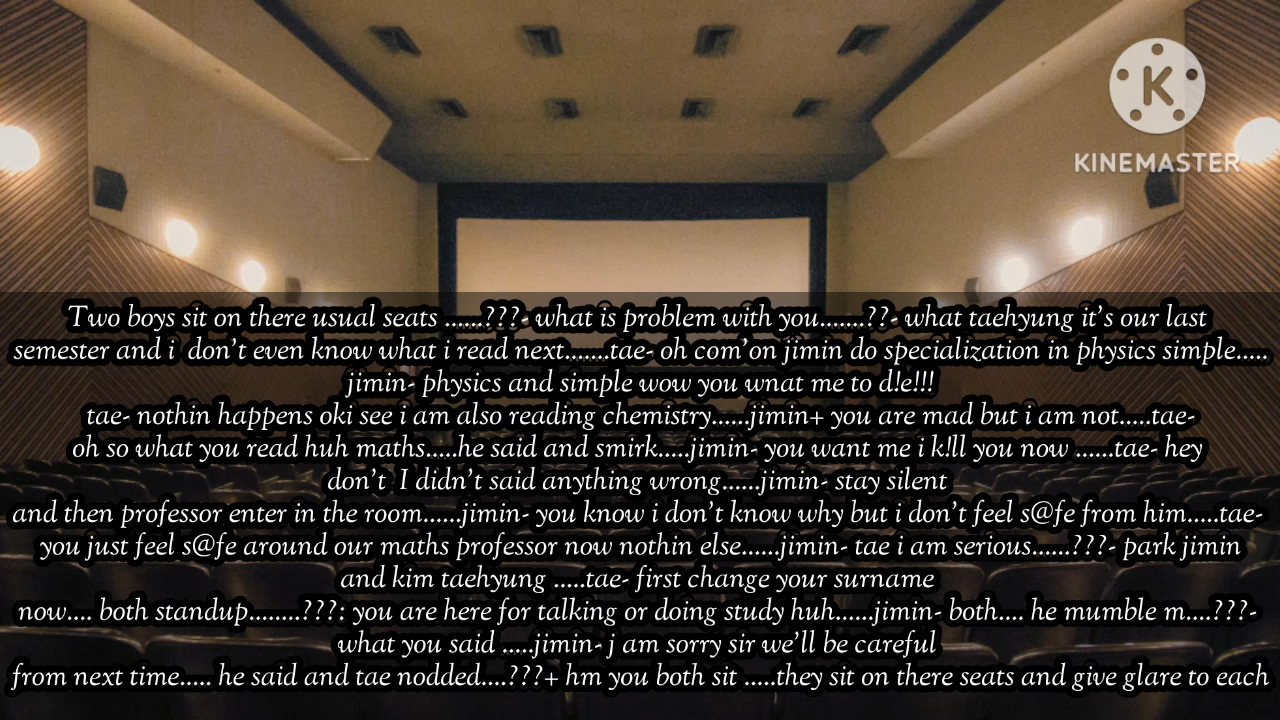 KINEMASTER
Two boys sit on there usual seats ......???- what is problem with you........??- what taehyung it's our last
semester and i don't even know what i read next........tae- oh com'on jimin do specialization in physics simple.....
jimin- physics and simple wow you wnat me to d!e!!!
tae- nothin happens oki see i am also reading chemistry......jimin+ you are mad but i am not.....tae-
oh so what you read huh maths.....he said and smirk.....jimin- you want me i k!ll you now ......tae- hey
don't I didn't said anything wrong......jimin- stay silent
and then professor enter in the room......jimin- you know i don't know why but i don't feel s@fe from him.....tae-
you just feel s@fe around our maths professor now nothin else......jimin- tae i am serious......???- park jimin
and kim taehyung .....tae- first change your surname
now.... both standup........???: you are here for talking or doing study huh......jimin- both.... he mumble m....???-
what you said .....jimin- j am sorry sir we'll be careful
from next time..... he said and tae nodded....???+ hm you both sit .....they sit on there seats and give glare to each